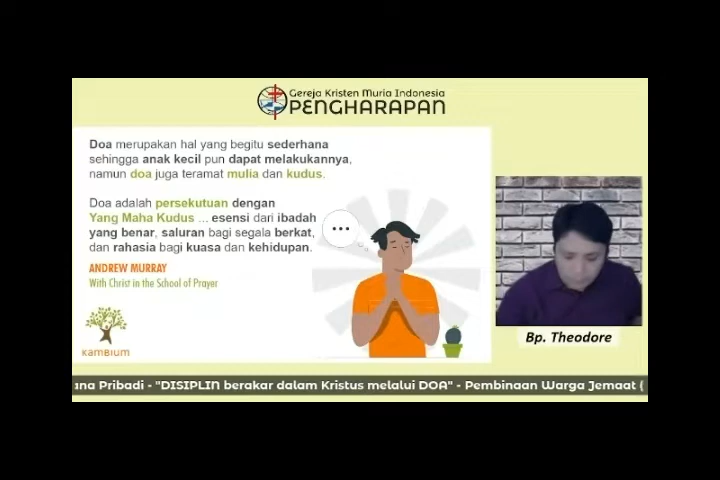 Gereja Kristen Muria Indonesia
PENGHARAPAN
Doa merupakan hal yang begitu sederhana
sehingga anak kecil pun dapat melakukannya,
namun doa juga teramat mulia dan kudus.
Doa adalah persekutuan dengan
Yang Maha Kudus ... esensi dari ibadah
yang benar, saluran bagi segala berkat,
dan rahasia bagi kuasa dan kehidupan.
ANDREW MURRAY
With Christ in the School of Prayer
KAMBIUM
Bp. Theodore
ana Pribadi - "DISIPLIN berakar dalam Kristus melalui DOA" - Pembinaan Warga Jemaat (